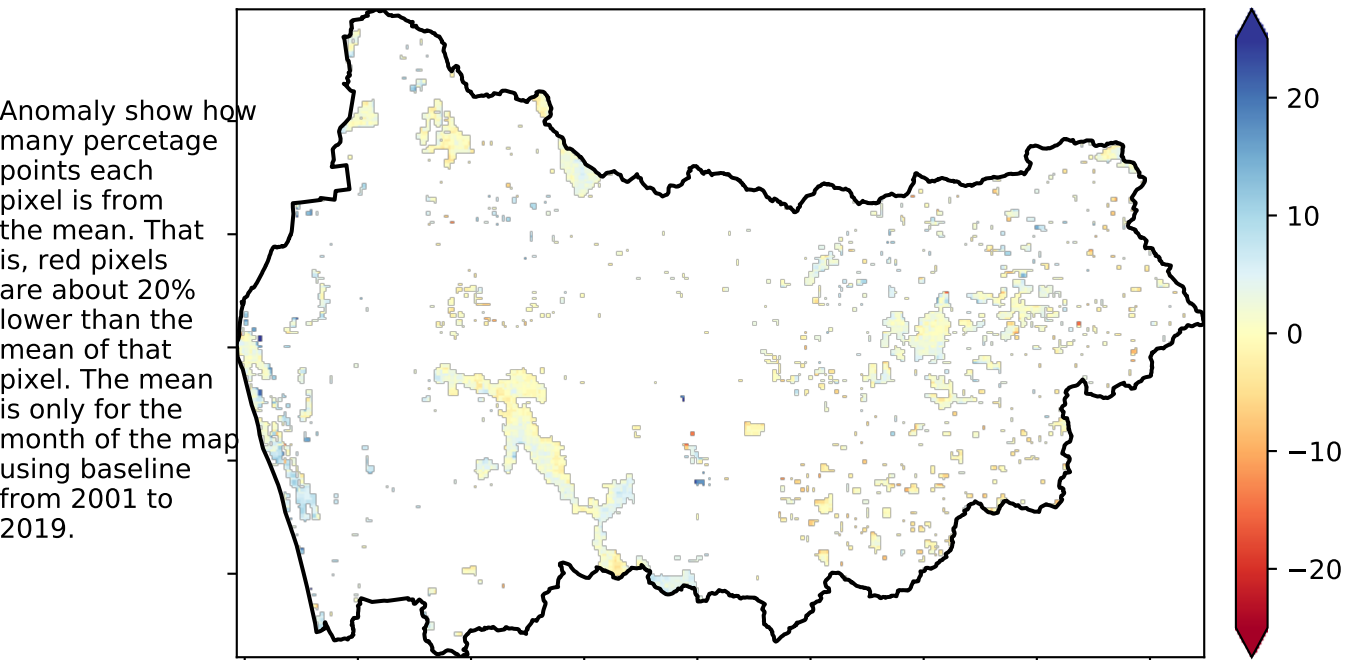 Anomaly show how
many percetage
points each
pixel is from
the mean. That
is, red pixels
are about 20%
lower than the
mean of that
pixel. The mean
is only for the
month of the map
using baseline
from 2001 to
2019.
20
10
0
−10
−20